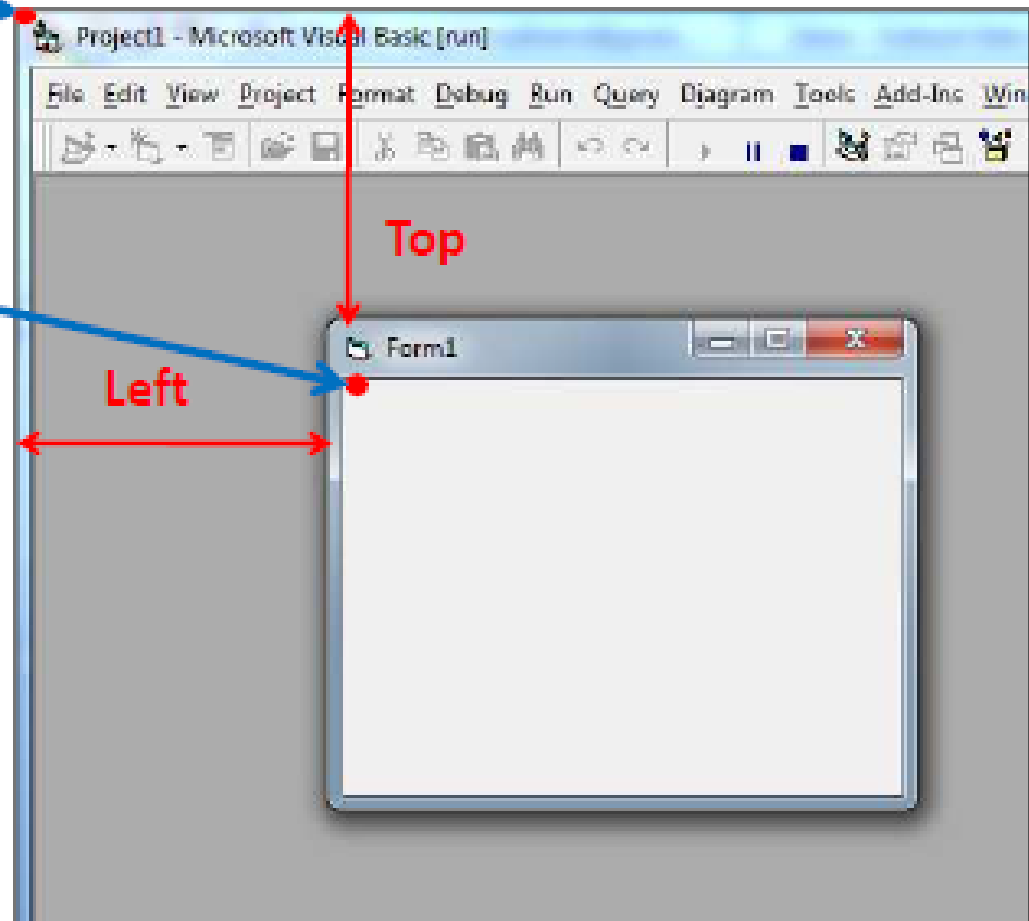 Project1 - Microsoft Visual Basic [run]
File Edit View Project Format Debug Run Query Diagram Tools Add-Ins Win
Top
Form1
Left